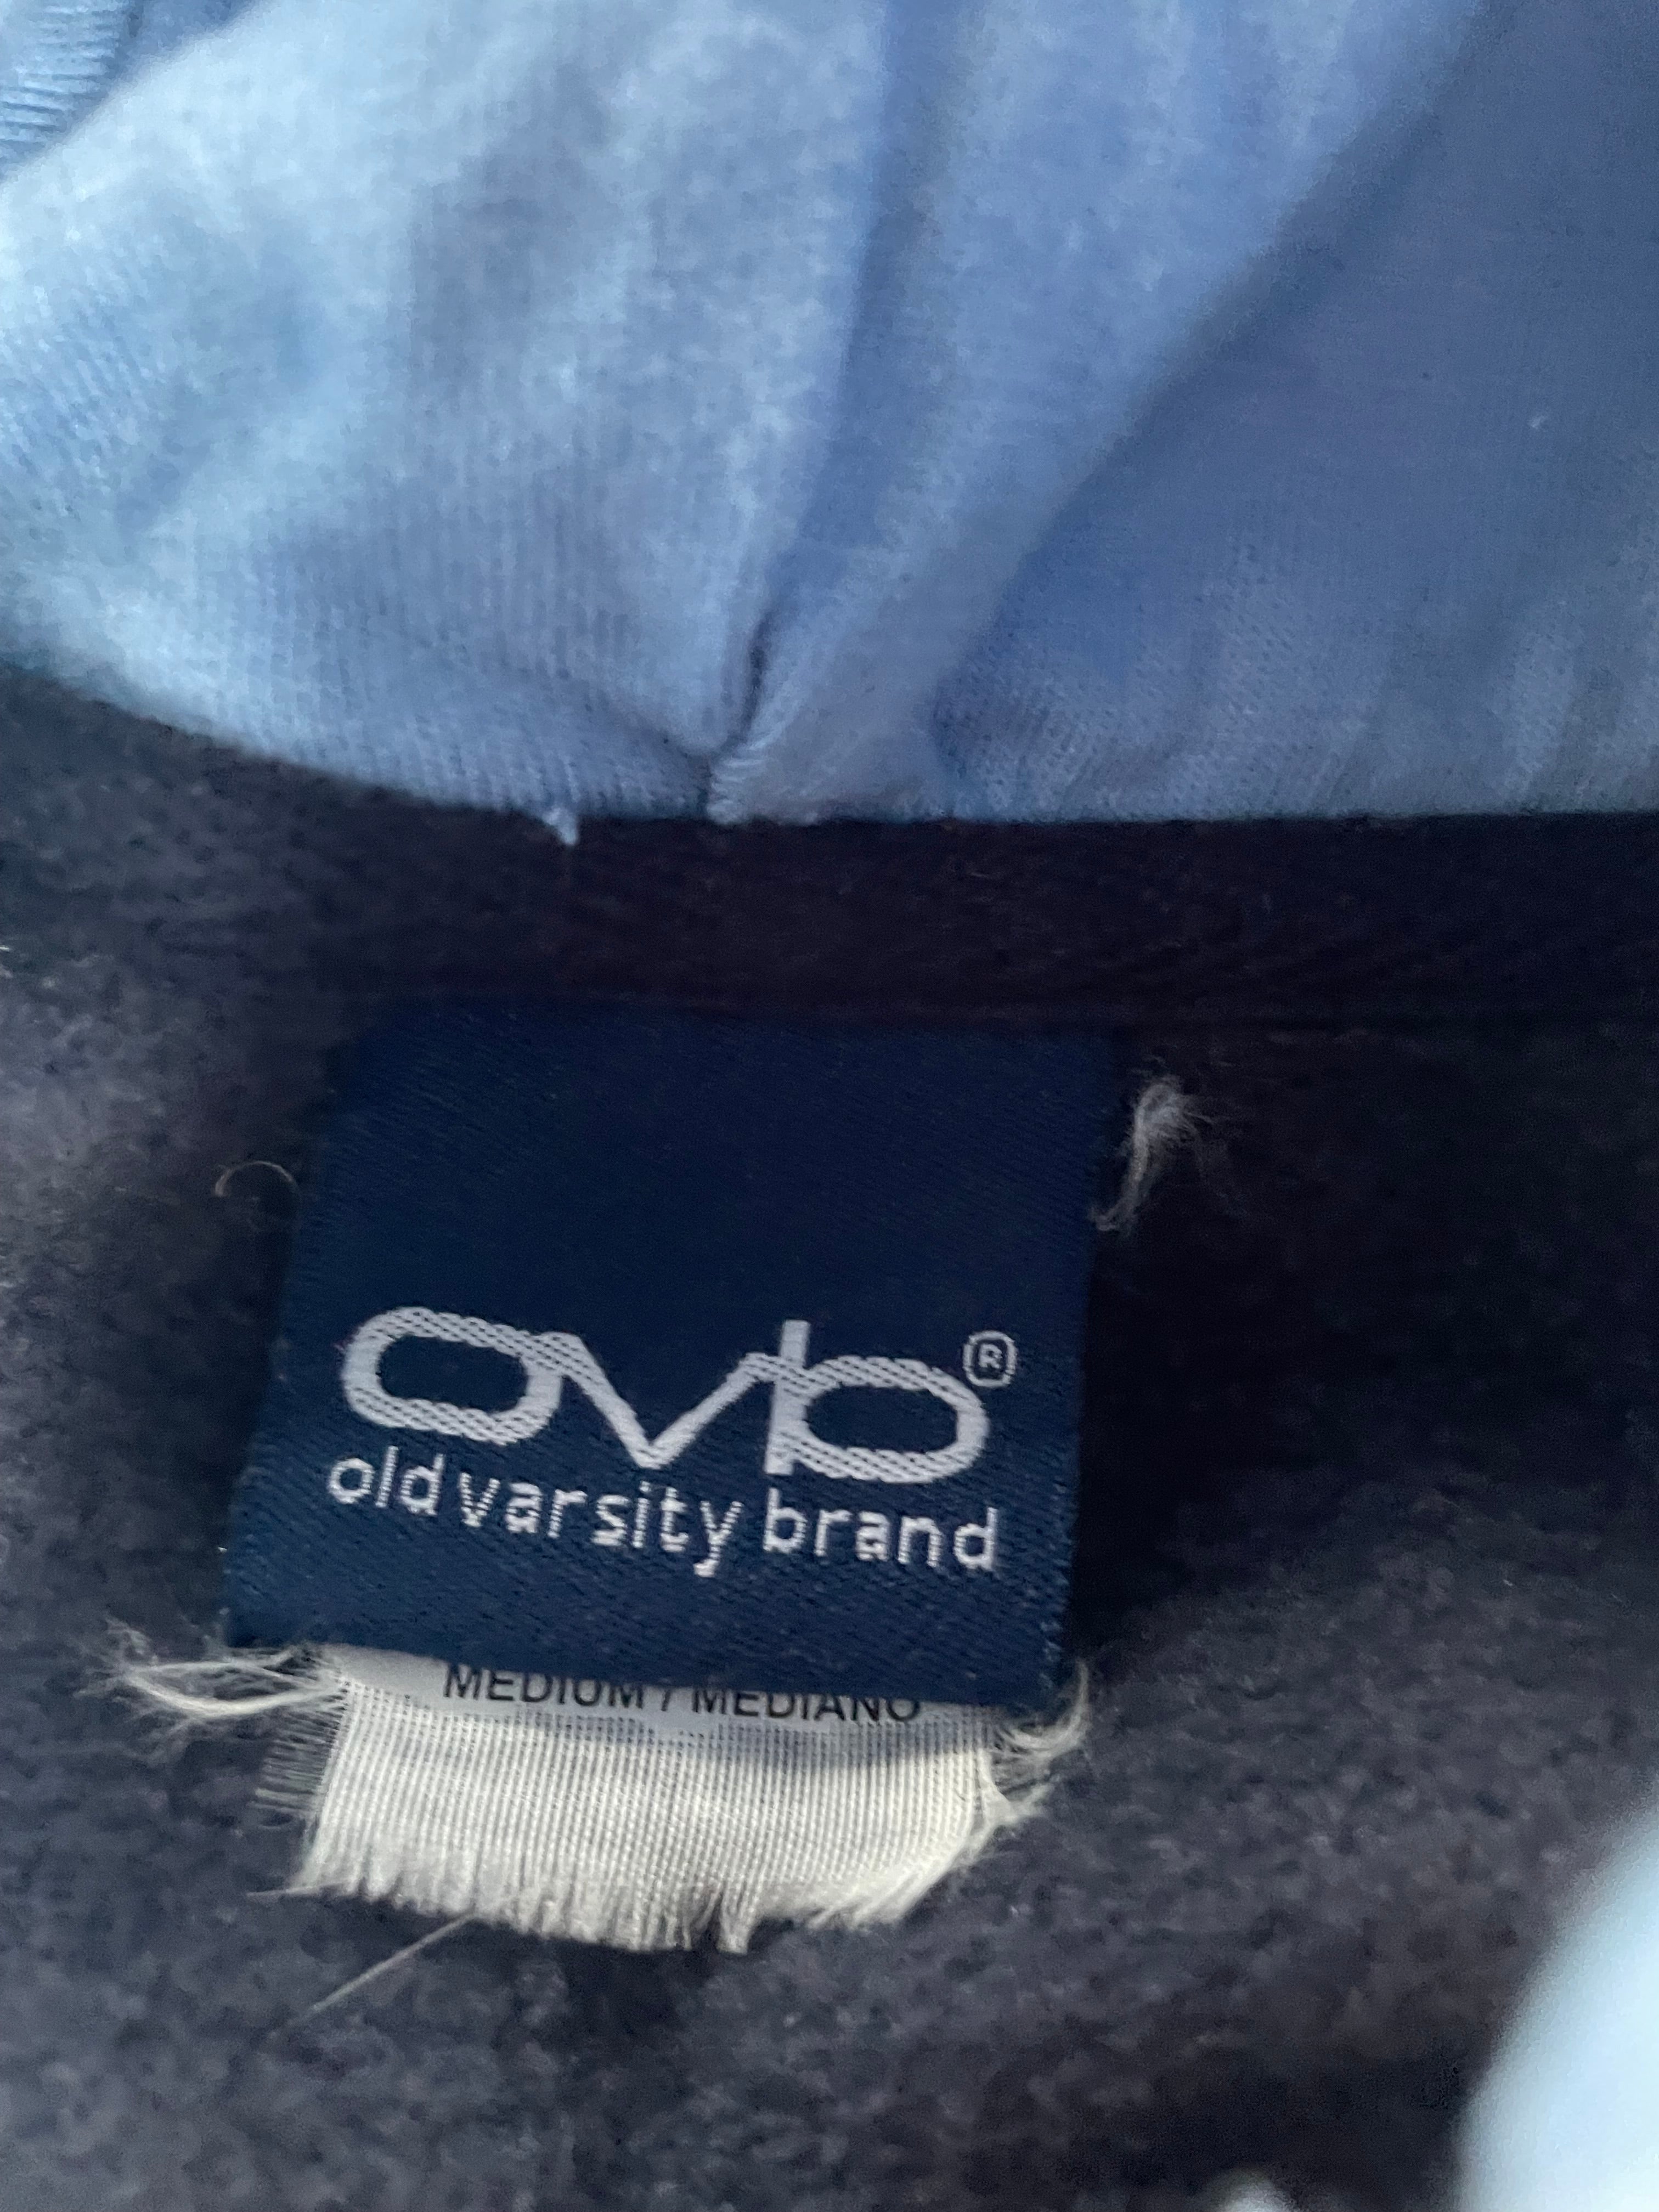 ovb®
old varsity brand
MEDIUM / MEDIANO